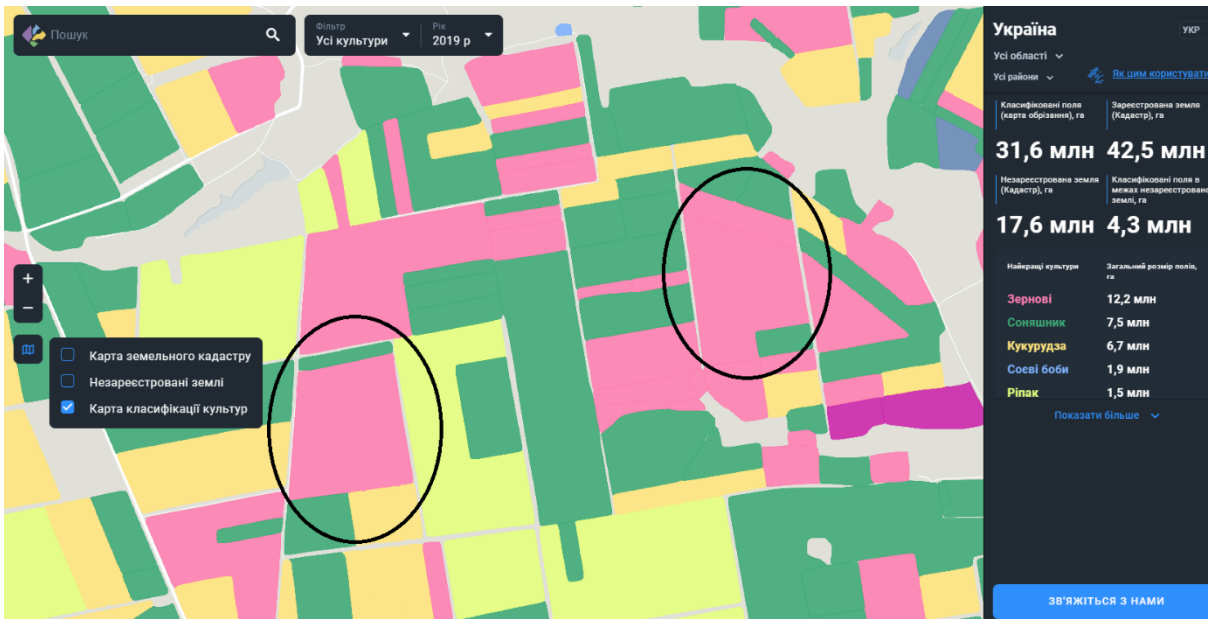 Пошук
Фільтр
Усі культури
Рік
2019 р
Україна
УКР
Усі області
Усі райони
Як цим користувати
Класифіковані поля
(карта обрізання), га
31,6 млн
Зареєстрована земля
(Кадастр), га
42,5 млн
Незареєстрована земля
(Кадастр), га
17,6 млн
Класифіковані поля в
межах незареєстровано
землі, га
4,3 млн
Найкращі культури
Загальний розмір полів,
га
Зернові 12,2 млн
Соняшник 7,5 млн
Кукурудза 6,7 млн
Соєві боби 1,9 млн
Ріпак 1,5 млн
Показати більше
ЗВ'ЯЖІТЬСЯ З НАМИ
+
−
Карта земельного кадастру
Незареєстровані землі
Карта класифікації культур